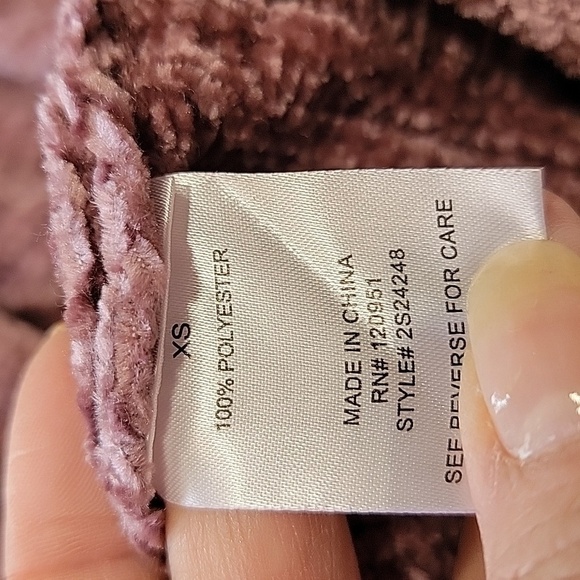 XS
100% POLYESTER
MADE IN CHINA
RN# 120951
STYLE# 2S24248
SEE REVERSE FOR CARE